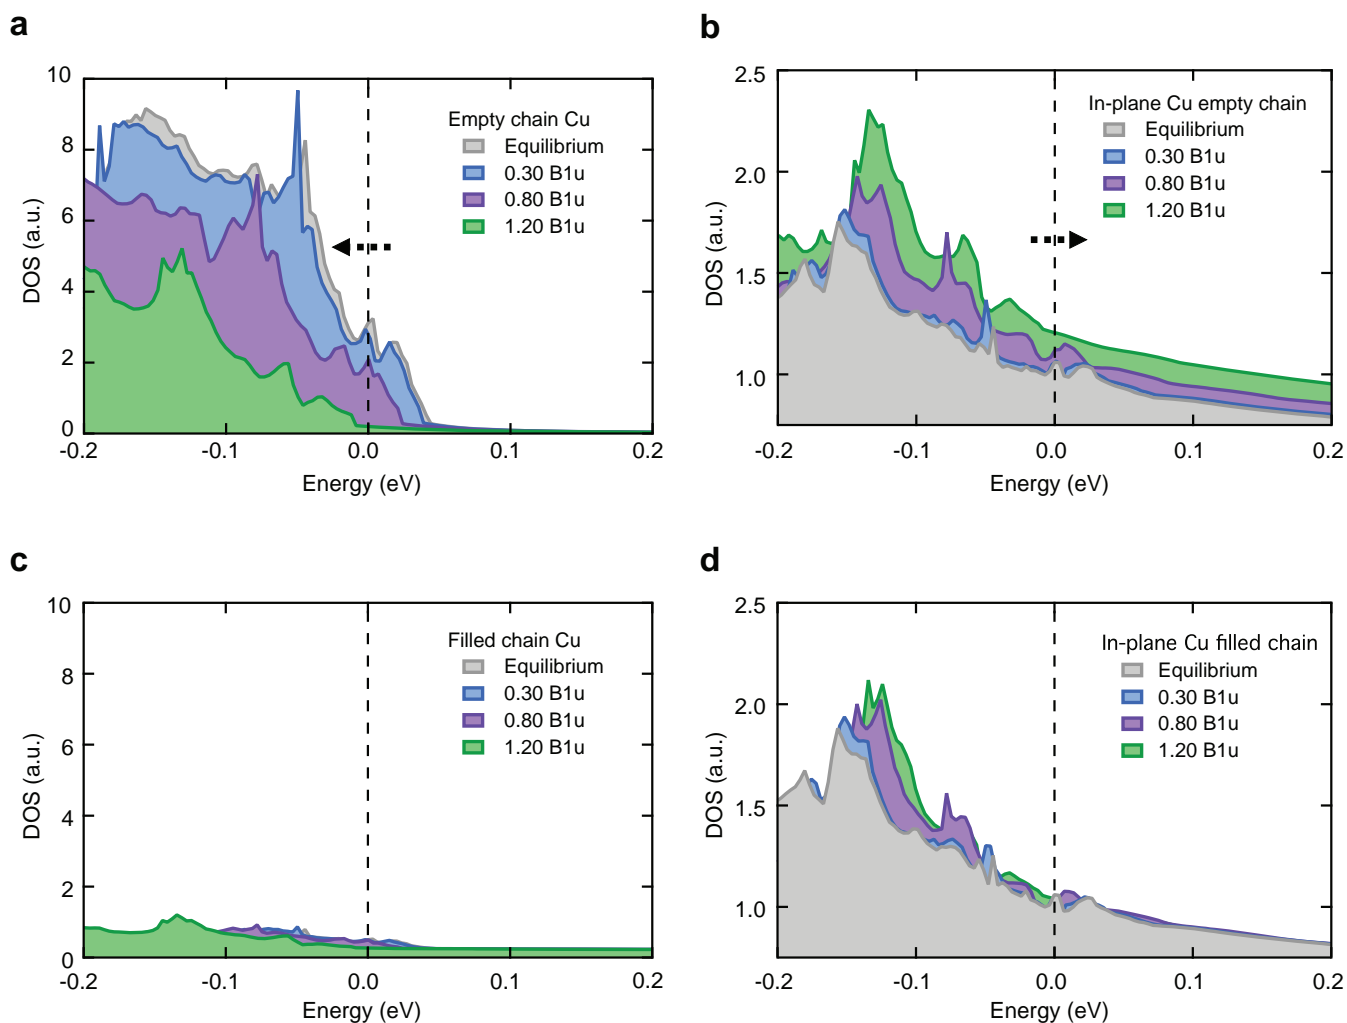 a
DOS (a.u.)
10
8
6
4
2
0
-0.2
-0.1
0.0
0.1
0.2
Energy (eV)
Empty chain Cu
Equilibrium
0.30 B1u
0.80 B1u
1.20 B1u
b
DOS (a.u.)
2.5
2.0
1.5
1.0
-0.2
-0.1
0.0
0.1
0.2
Energy (eV)
In-plane Cu empty chain
Equilibrium
0.30 B1u
0.80 B1u
1.20 B1u
c
DOS (a.u.)
10
8
6
4
2
0
-0.2
-0.1
0.0
0.1
0.2
Energy (eV)
Filled chain Cu
Equilibrium
0.30 B1u
0.80 B1u
1.20 B1u
d
DOS (a.u.)
2.5
2.0
1.5
1.0
-0.2
-0.1
0.0
0.1
0.2
Energy (eV)
In-plane Cu filled chain
Equilibrium
0.30 B1u
0.80 B1u
1.20 B1u